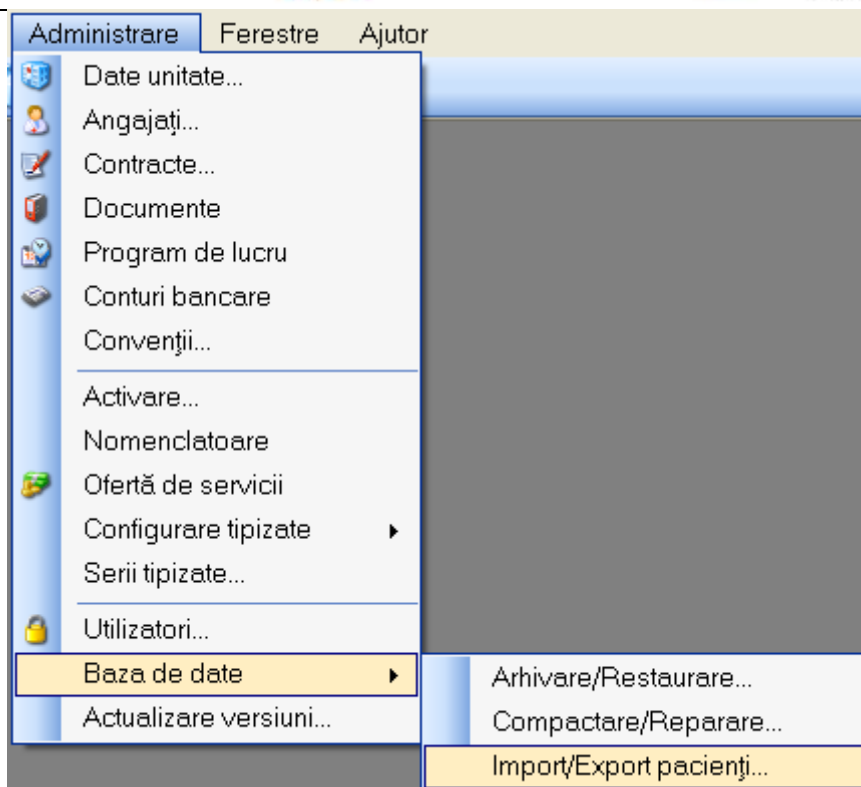 Administrare Ferestre Ajutor
Date unitate...
Angajaţi...
Contracte...
Documente
Program de lucru
Conturi bancare
Convenţii...
Activare...
Nomenclatoare
Ofertă de servicii
Configurare tipizate
Serii tipizate...
Utilizatori...
Baza de date
Arhivare/Restaurare...
Actualizare versiuni...
Compactare/Reparare...
Import/Export pacienţi...